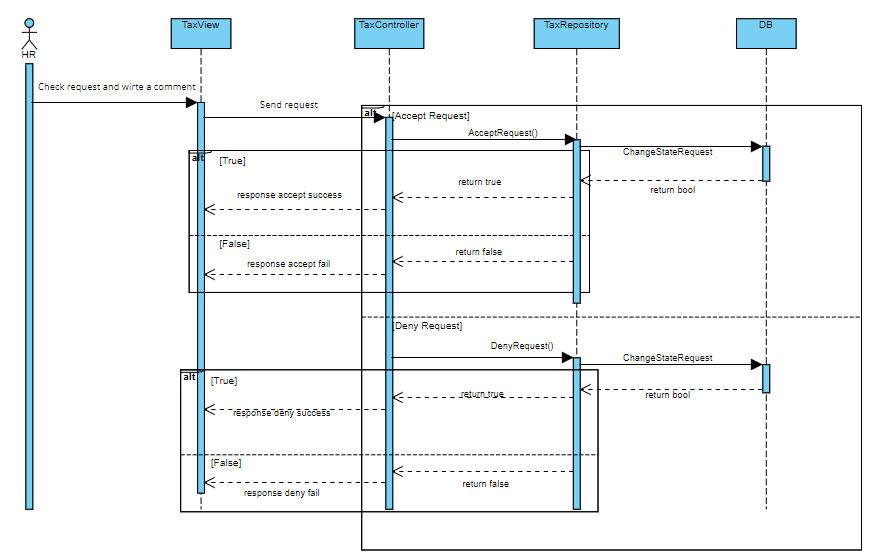 TaxView
TaxController
TaxRepository
DB
HR
Check request and wirte a comment
Send request
alt
[Accept Request]
AcceptRequest()
ChangeStateRequest
alt
[True]
return true
return bool
response accept success
[False]
return false
response accept fail
[Deny Request]
DenyRequest()
ChangeStateRequest
alt
[True]
return true
return bool
response deny success
[False]
return false
response deny fail